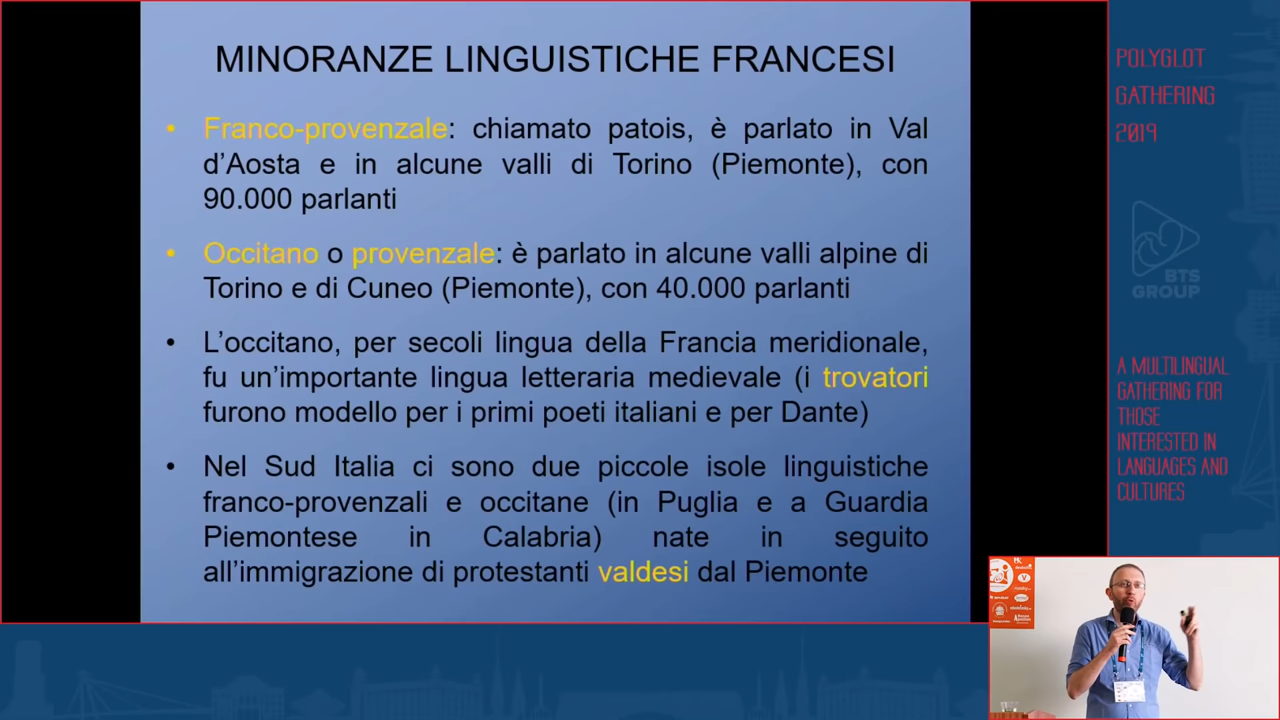 MINORANZE LINGUISTICHE FRANCESI
• Franco-provenzale: chiamato patois, è parlato in Val
d’Aosta e in alcune valli di Torino (Piemonte), con
90.000 parlanti
• Occitano o provenzale: è parlato in alcune valli alpine di
Torino e di Cuneo (Piemonte), con 40.000 parlanti
• L’occitano, per secoli lingua della Francia meridionale,
fu un’importante lingua letteraria medievale (i trovatori
furono modello per i primi poeti italiani e per Dante)
• Nel Sud Italia ci sono due piccole isole linguistiche
franco-provenzali e occitane (in Puglia e a Guardia
Piemontese in Calabria) nate in seguito
all’immigrazione di protestanti valdesi dal Piemonte
POLYGLOT
GATHERING
2019
BTS
GROUP
A MULTILINGUAL
GATHERING FOR
THOSE
INTERESTED IN
LANGUAGES AND
CULTURES